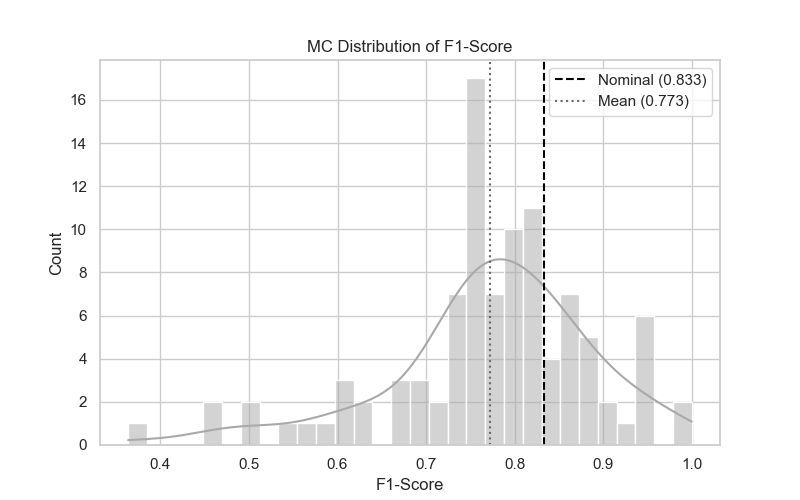 MC Distribution of F1-Score
Nominal (0.833)
Mean (0.773)
16
14
12
10
8
6
4
2
0
Count
0.4 0.5 0.6 0.7 0.8 0.9 1.0
F1-Score